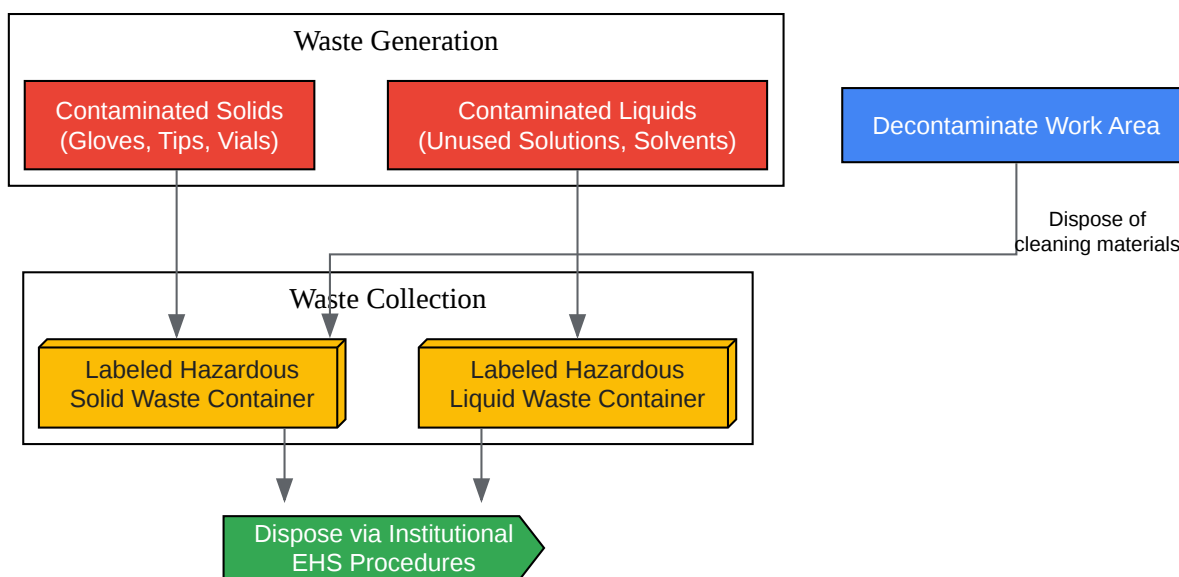 Waste Generation
Contaminated Solids
(Gloves, Tips, Vials)
Contaminated Liquids
(Unused Solutions, Solvents)
Decontaminate Work Area
Dispose of
cleaning materials
Waste Collection
Labeled Hazardous
Solid Waste Container
Labeled Hazardous
Liquid Waste Container
Dispose via Institutional
EHS Procedures